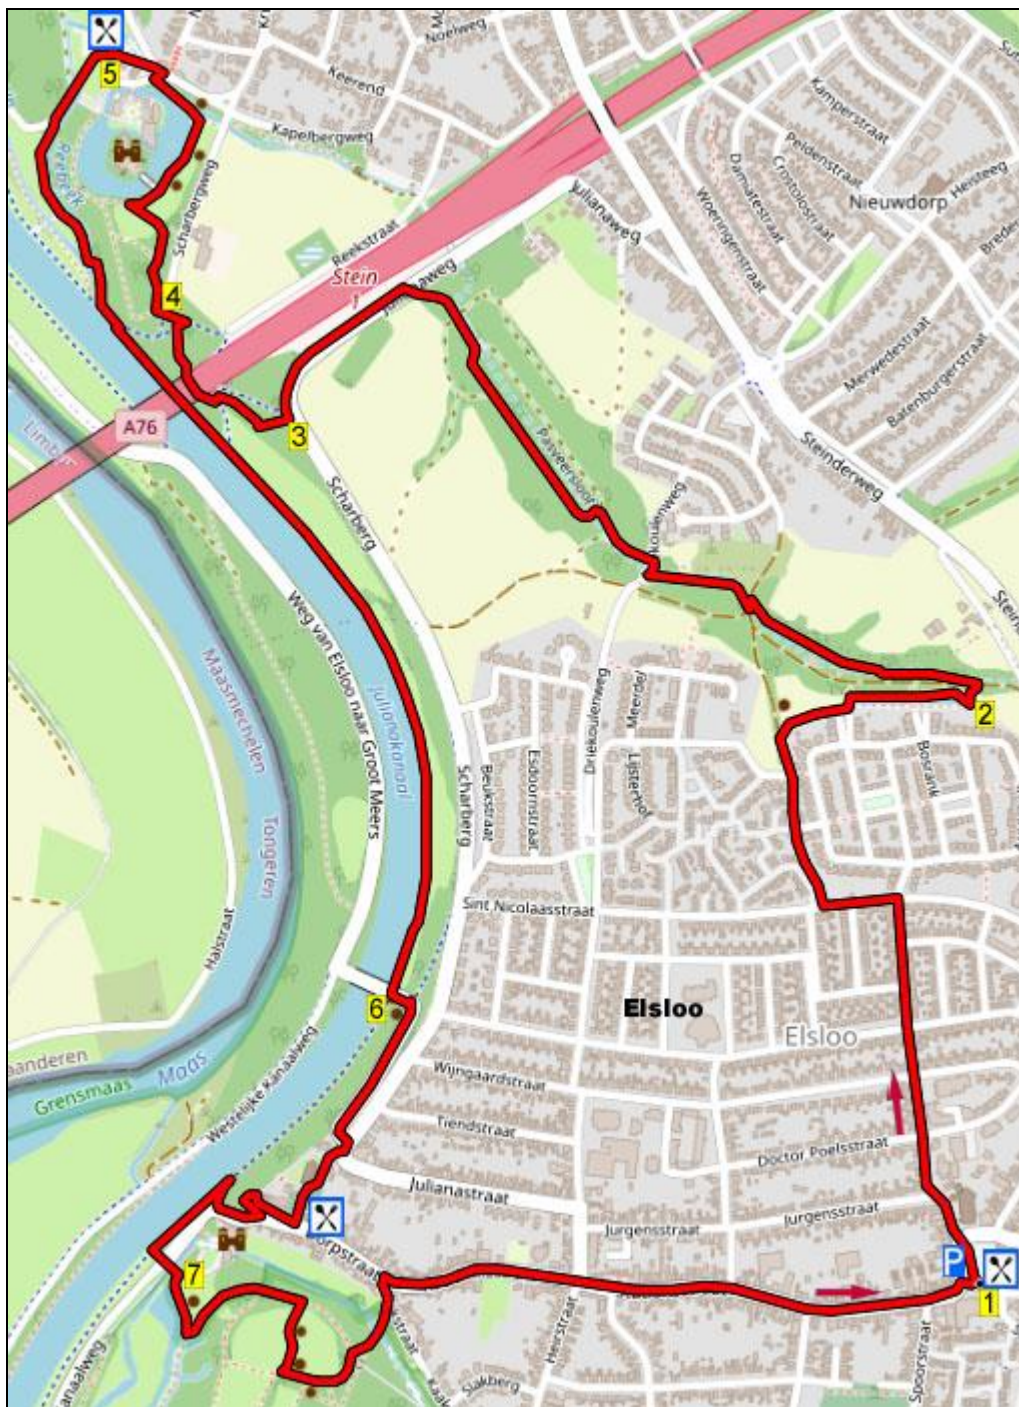 Noelweg
5
Keerend
Kapelbergweg
Kamperstraat
Peldenstraat
Crostolostraat
Damiatestraat
Woeringenstraat
Heisteeg
Nieuwdorp
Julianaweg
Reekstraat
Scharbergweg
Stein
4
Merwedestraat
Batenburgerstraat
A76
3
Steinderweg
Scharberg
Weg van Elsloo naar Groot Meers
Julianakanaal
Maasmechelen
Tongeren
Halstraat
2
Driekoulenweg
Meerdel
Lijsterhof
Esdoornstraat
Beukstraat
Scharberg
Bosrank
Sint Nicolaasstraat
6
Elsloo
Elsloo
Maas
Grensmaas
Westelijke Kanaalweg
Wijngaardstraat
Tiendstraat
Doctor Poelsstraat
Julianastraat
Jurgensstraat
Jurgensstraat
P
7
1
Heirstraat
Spoorstraat
Slakberg